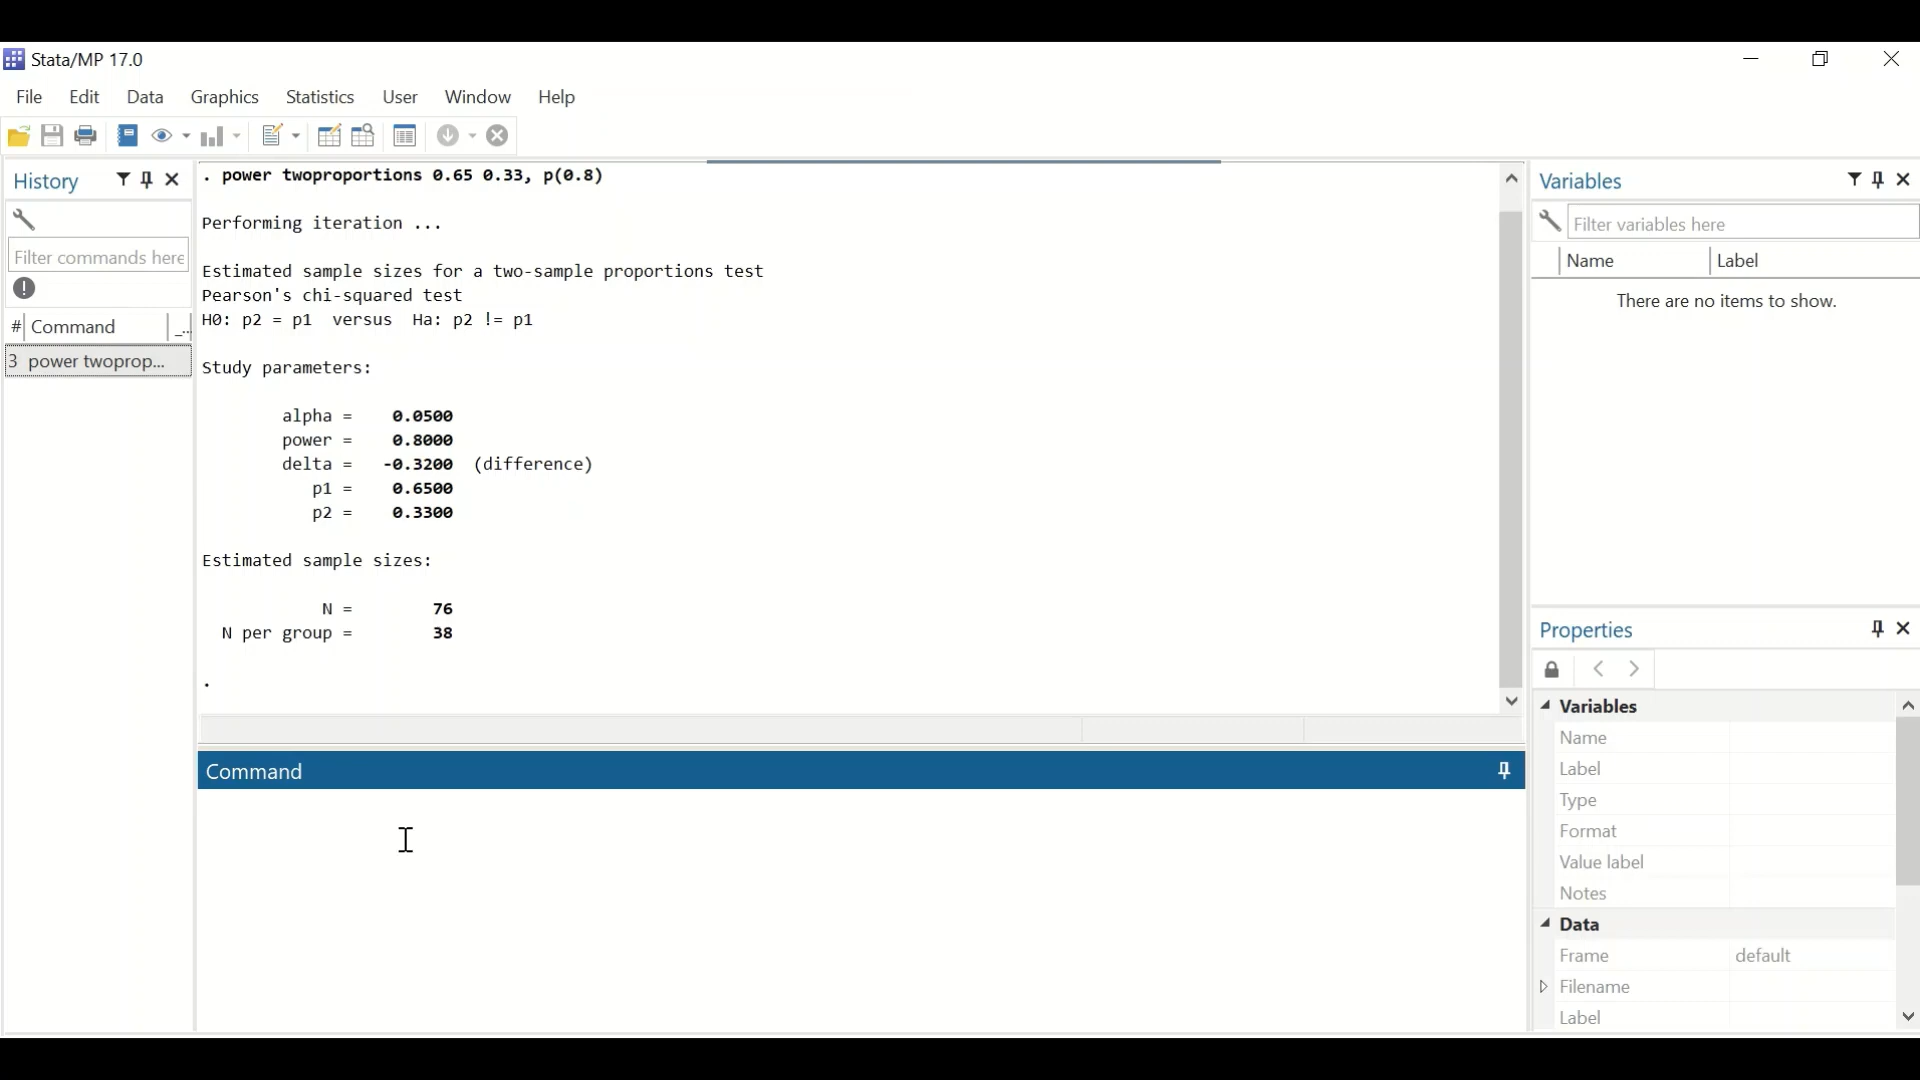 Stata/MP 17.0
File Edit Data Graphics Statistics User Window Help
History
Filter commands here
# Command _...
3 power twoprop...
. power twoproportions 0.65 0.33, p(0.8)
Performing iteration ...
Estimated sample sizes for a two-sample proportions test
Pearson's chi-squared test
H0: p2 = p1 versus Ha: p2 != p1
Study parameters:
alpha = 0.0500
power = 0.8000
delta = -0.3200 (difference)
p1 = 0.6500
p2 = 0.3300
Estimated sample sizes:
N = 76
N per group = 38
.
Command
Variables
Filter variables here
Name Label
There are no items to show.
Properties
Variables
Name
Label
Type
Format
Value label
Notes
Data
Frame default
Filename
Label